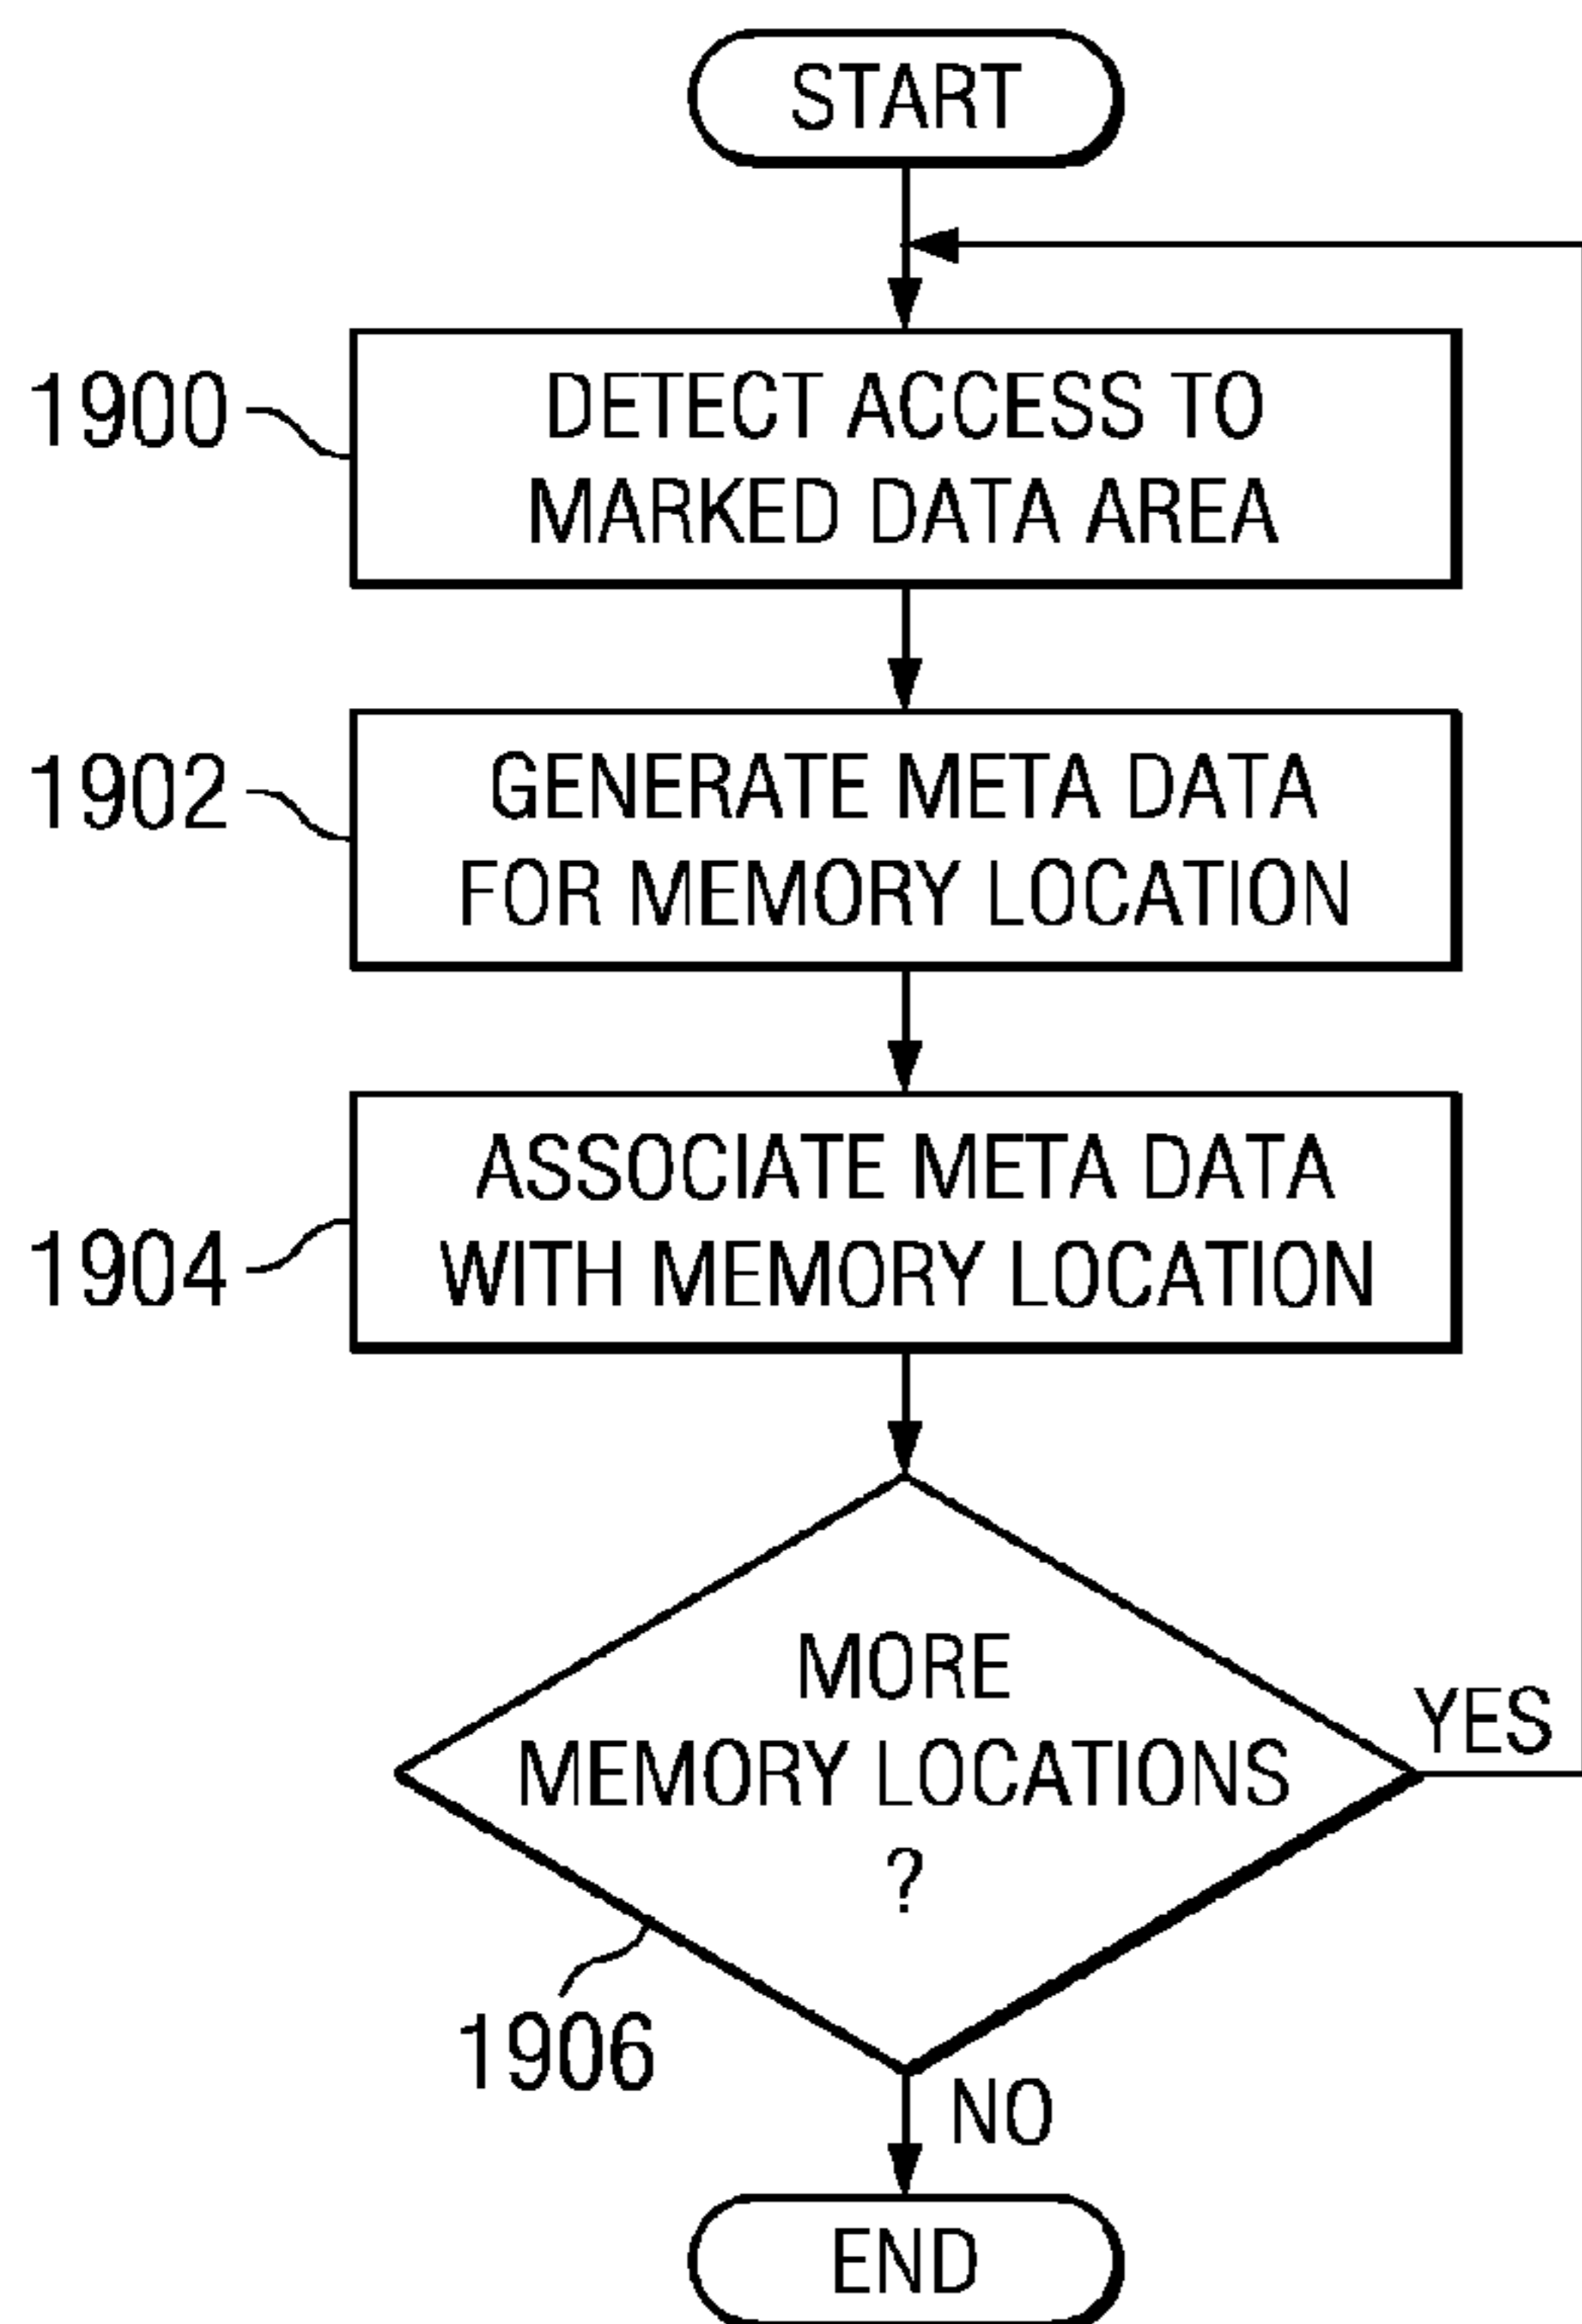 START
1900
DETECT ACCESS TO
MARKED DATA AREA
1902
GENERATE META DATA
FOR MEMORY LOCATION
1904
ASSOCIATE META DATA
WITH MEMORY LOCATION
MORE
MEMORY LOCATIONS
?
YES
1906
NO
END